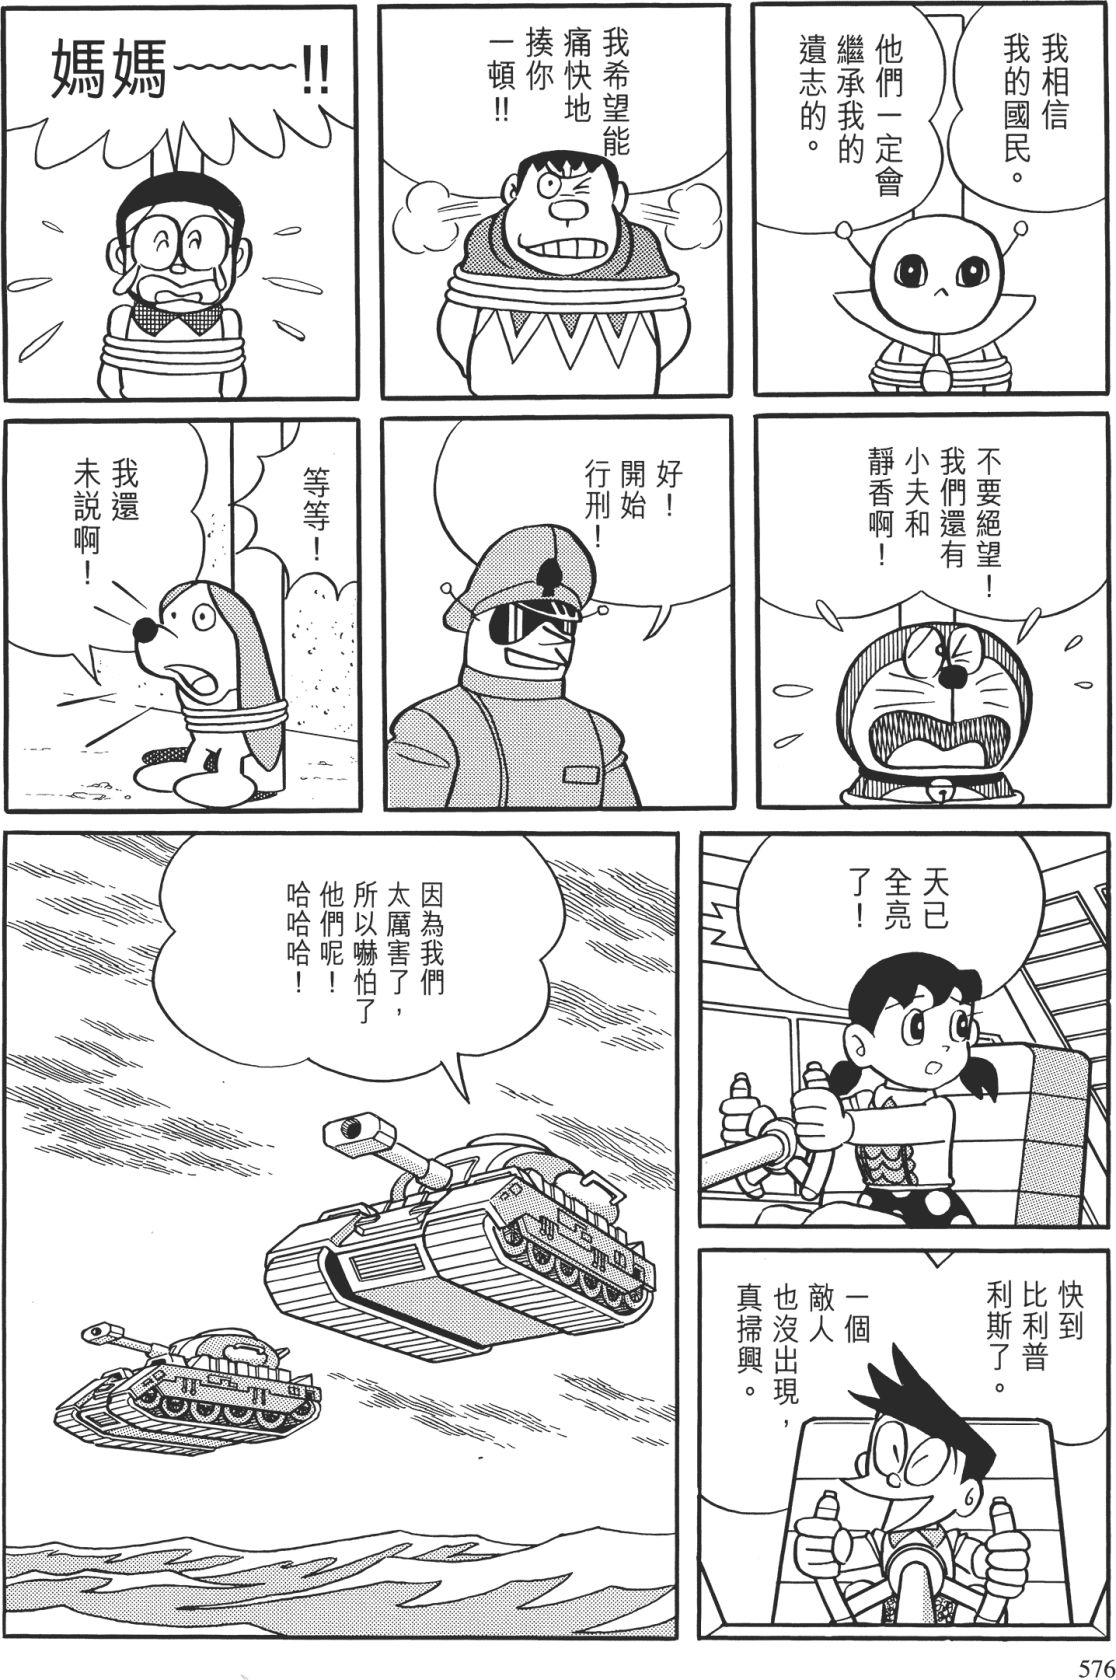 我相信
我的國民。
他們一定會
繼承我的
遺志的。
我希望能
痛快地
揍你
一頓!!
媽媽~~~!!
不要絕望！
我們還有
小夫和
靜香啊！
好！
開始
行刑！
等等！
我還
未説啊！
天已
全亮
了！
快到
比利普
利斯了。
一個
敵人
也沒出現，
真掃興。
因為我們
太厲害了，
所以嚇怕了
他們呢！
哈哈哈！
576